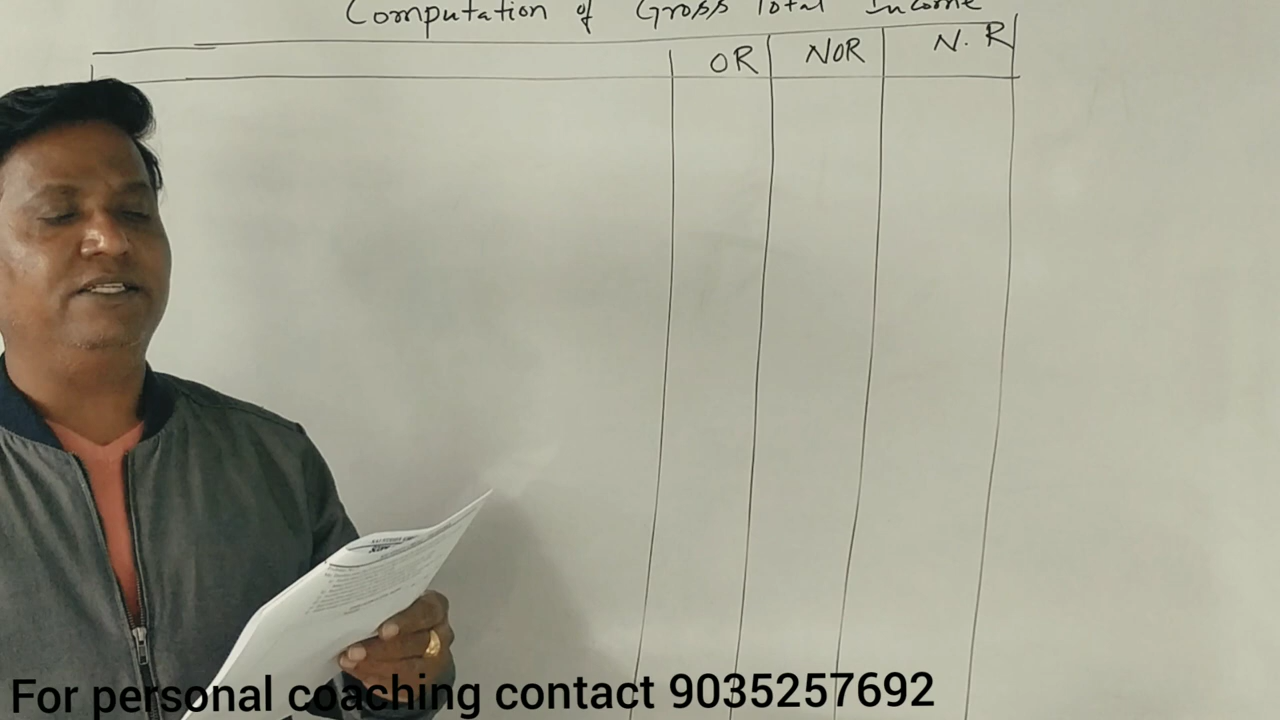 Computation of Gross Total Income
OR NOR N.R
For personal coaching contact 9035257692